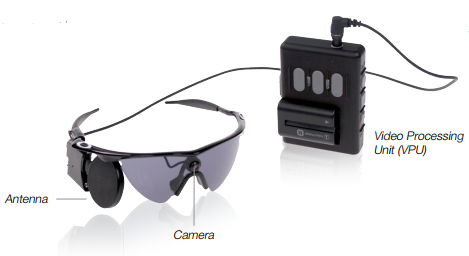 Video Processing
Unit (VPU)
Antenna
Camera